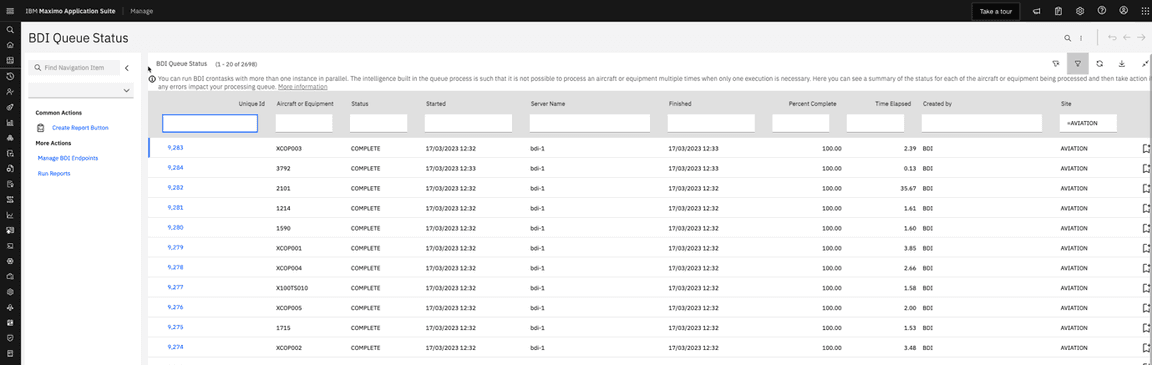 IBM Maximo Application Suite Manage Take a tour
BDI Queue Status
Find Navigation Item
Common Actions
Create Report Button
More Actions
Manage BDI Endpoints
Run Reports
BDI Queue Status (1 - 20 of 2698)
You can run BDI crontasks with more than one instance in parallel. The intelligence built in the queue process is such that it is not possible to process an aircraft or equipment multiple times when only one execution is necessary. Here you can see a summary of the status for each of the aircraft or equipment being processed and then take action i
any errors impact your processing queue. More information
Unique Id Aircraft or Equipment Status Started Server Name Finished Percent Complete Time Elapsed Created by Site
=AVIATION
9,283 XCOP003 COMPLETE 17/03/2023 12:32 bdi-1 17/03/2023 12:33 100.00 2.39 BDI AVIATION
9,284 3792 COMPLETE 17/03/2023 12:33 bdi-1 17/03/2023 12:33 100.00 0.13 BDI AVIATION
9,282 2101 COMPLETE 17/03/2023 12:32 bdi-1 17/03/2023 12:32 100.00 35.67 BDI AVIATION
9,281 1214 COMPLETE 17/03/2023 12:32 bdi-1 17/03/2023 12:32 100.00 1.61 BDI AVIATION
9,280 1590 COMPLETE 17/03/2023 12:32 bdi-1 17/03/2023 12:32 100.00 1.60 BDI AVIATION
9,279 XCOP001 COMPLETE 17/03/2023 12:32 bdi-1 17/03/2023 12:32 100.00 3.85 BDI AVIATION
9,278 XCOP004 COMPLETE 17/03/2023 12:32 bdi-1 17/03/2023 12:32 100.00 2.66 BDI AVIATION
9,277 X100TS010 COMPLETE 17/03/2023 12:32 bdi-1 17/03/2023 12:32 100.00 1.58 BDI AVIATION
9,276 XCOP005 COMPLETE 17/03/2023 12:32 bdi-1 17/03/2023 12:32 100.00 2.00 BDI AVIATION
9,275 1715 COMPLETE 17/03/2023 12:32 bdi-1 17/03/2023 12:32 100.00 1.53 BDI AVIATION
9,274 XCOP002 COMPLETE 17/03/2023 12:32 bdi-1 17/03/2023 12:32 100.00 3.48 BDI AVIATION